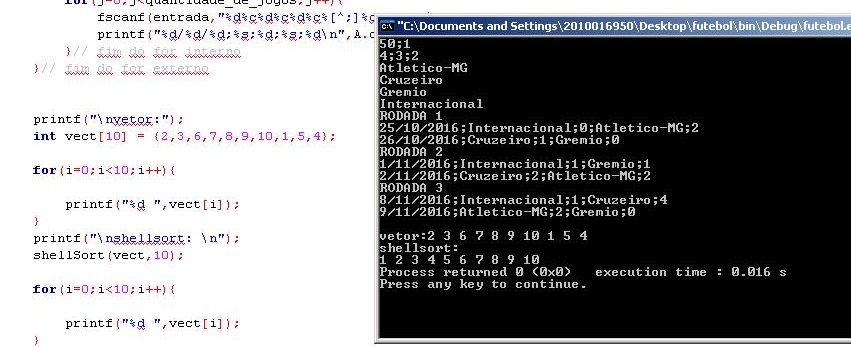 for(j=0;j<quantidade_de_jogos;j++){
fscanf(entrada,"%d%c%d%c%d%c%[^;]%c
printf("%d/%d/%d;%s;%d;%s;%d\n",A.d
}// fim do for interno
}// fim do for externo
printf("\nvetor:");
int vect[10] = {2,3,6,7,8,9,10,1,5,4};
for(i=0;i<10;i++){
printf("%d ",vect[i]);
}
printf("\nshellsort: \n");
shellSort(vect,10);
for(i=0;i<10;i++){
printf("%d ",vect[i]);
}
"C:\Documents and Settings\2010016950\Desktop\futebol\bin\Debug\futebol.e
50;1
4;3;2
Atletico-MG
Cruzeiro
Gremio
Internacional
RODADA 1
25/10/2016;Internacional;0;Atletico-MG;2
26/10/2016;Cruzeiro;1;Gremio;0
RODADA 2
1/11/2016;Internacional;1;Gremio;1
2/11/2016;Cruzeiro;2;Atletico-MG;2
RODADA 3
8/11/2016;Internacional;1;Cruzeiro;4
9/11/2016;Atletico-MG;2;Gremio;0
vetor:2 3 6 7 8 9 10 1 5 4
shellsort:
1 2 3 4 5 6 7 8 9 10
Process returned 0 (0x0)   execution time : 0.016 s
Press any key to continue.